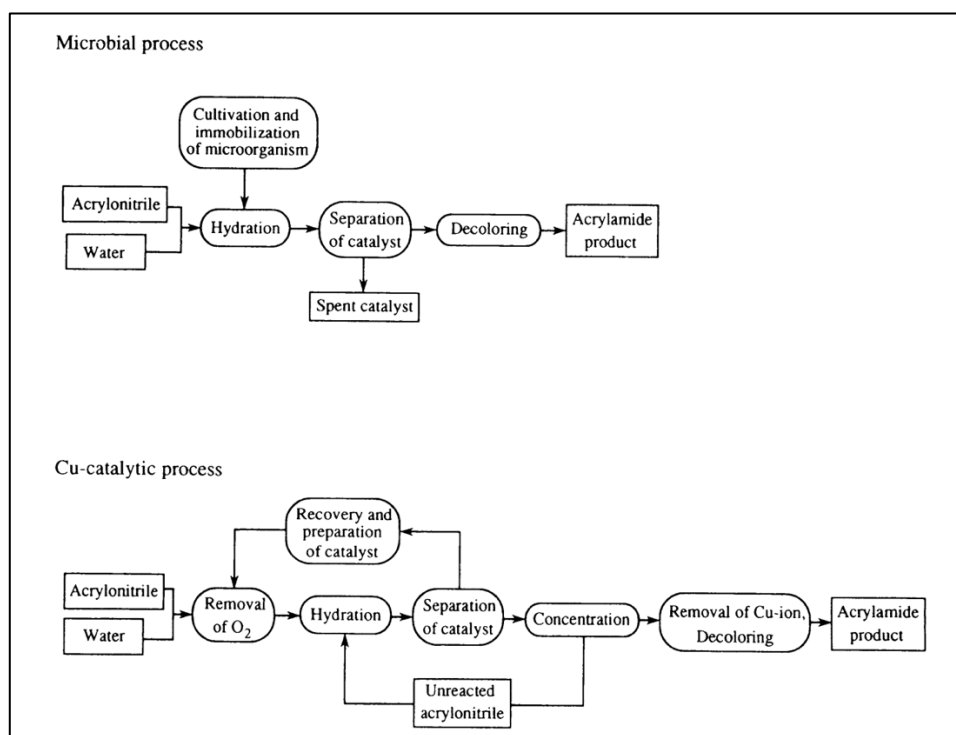 Microbial process
Cultivation and
immobilization
of microorganism
Acrylonitrile
Water
Hydration
Separation
of catalyst
Decoloring
Acrylamide
product
Spent catalyst
Cu-catalytic process
Recovery and
preparation
of catalyst
Acrylonitrile
Water
Removal
of O₂
Hydration
Separation
of catalyst
Concentration
Removal of Cu-ion,
Decoloring
Acrylamide
product
Unreacted
acrylonitrile